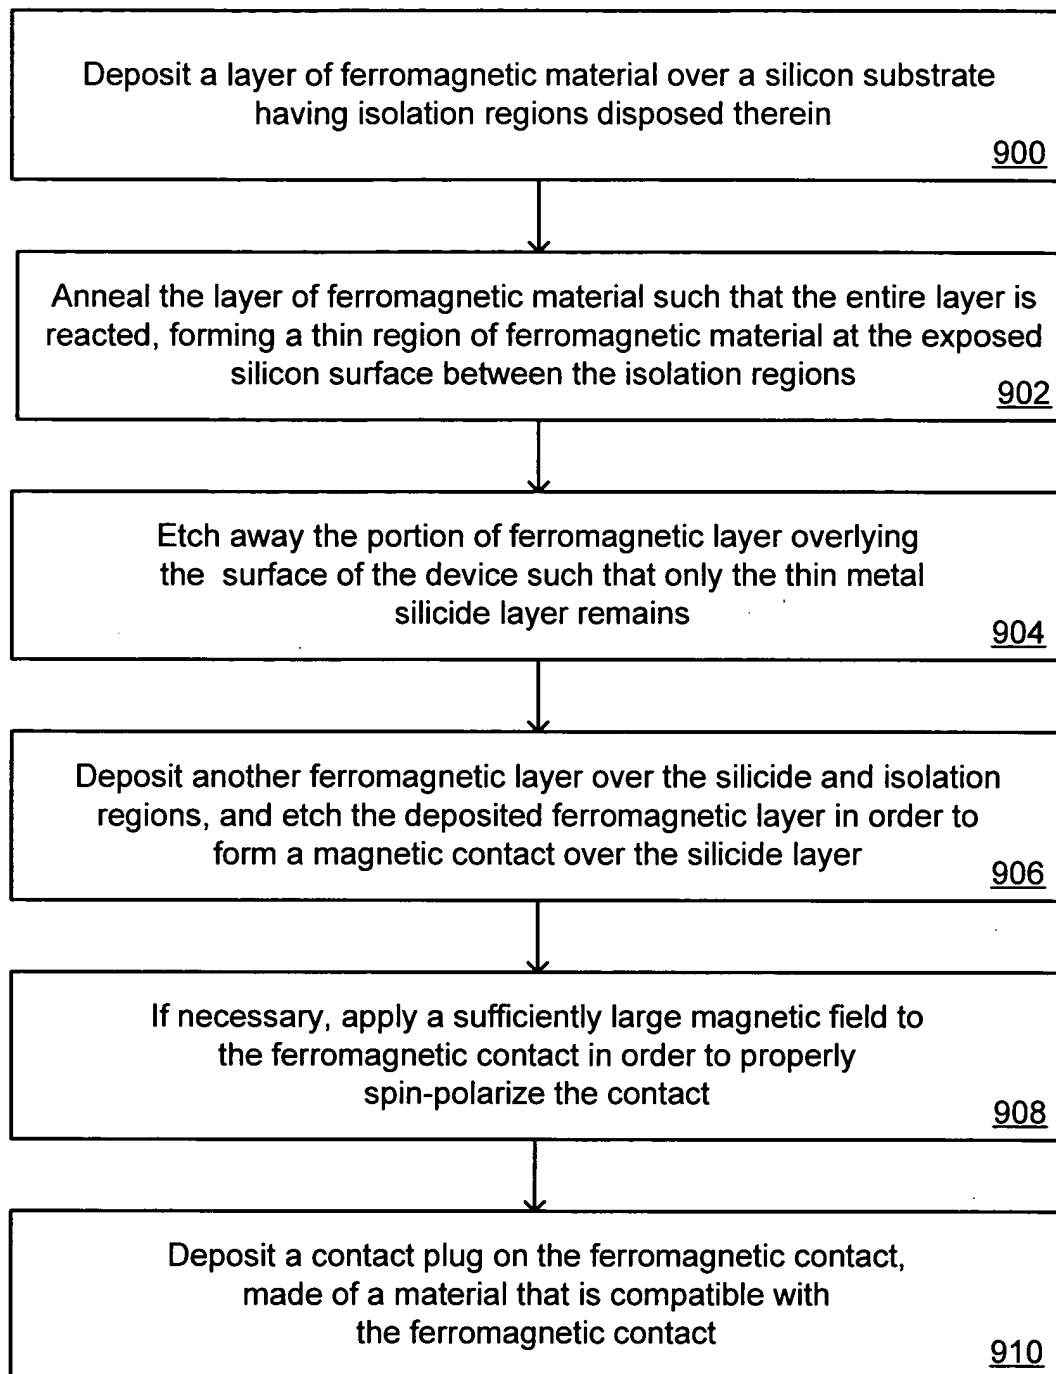 Deposit a layer of ferromagnetic material over a silicon substrate
having isolation regions disposed therein
900
Anneal the layer of ferromagnetic material such that the entire layer is
reacted, forming a thin region of ferromagnetic material at the exposed
silicon surface between the isolation regions
902
Etch away the portion of ferromagnetic layer overlying
the surface of the device such that only the thin metal
silicide layer remains
904
Deposit another ferromagnetic layer over the silicide and isolation
regions, and etch the deposited ferromagnetic layer in order to
form a magnetic contact over the silicide layer
906
If necessary, apply a sufficiently large magnetic field to
the ferromagnetic contact in order to properly
spin-polarize the contact
908
Deposit a contact plug on the ferromagnetic contact,
made of a material that is compatible with
the ferromagnetic contact
910